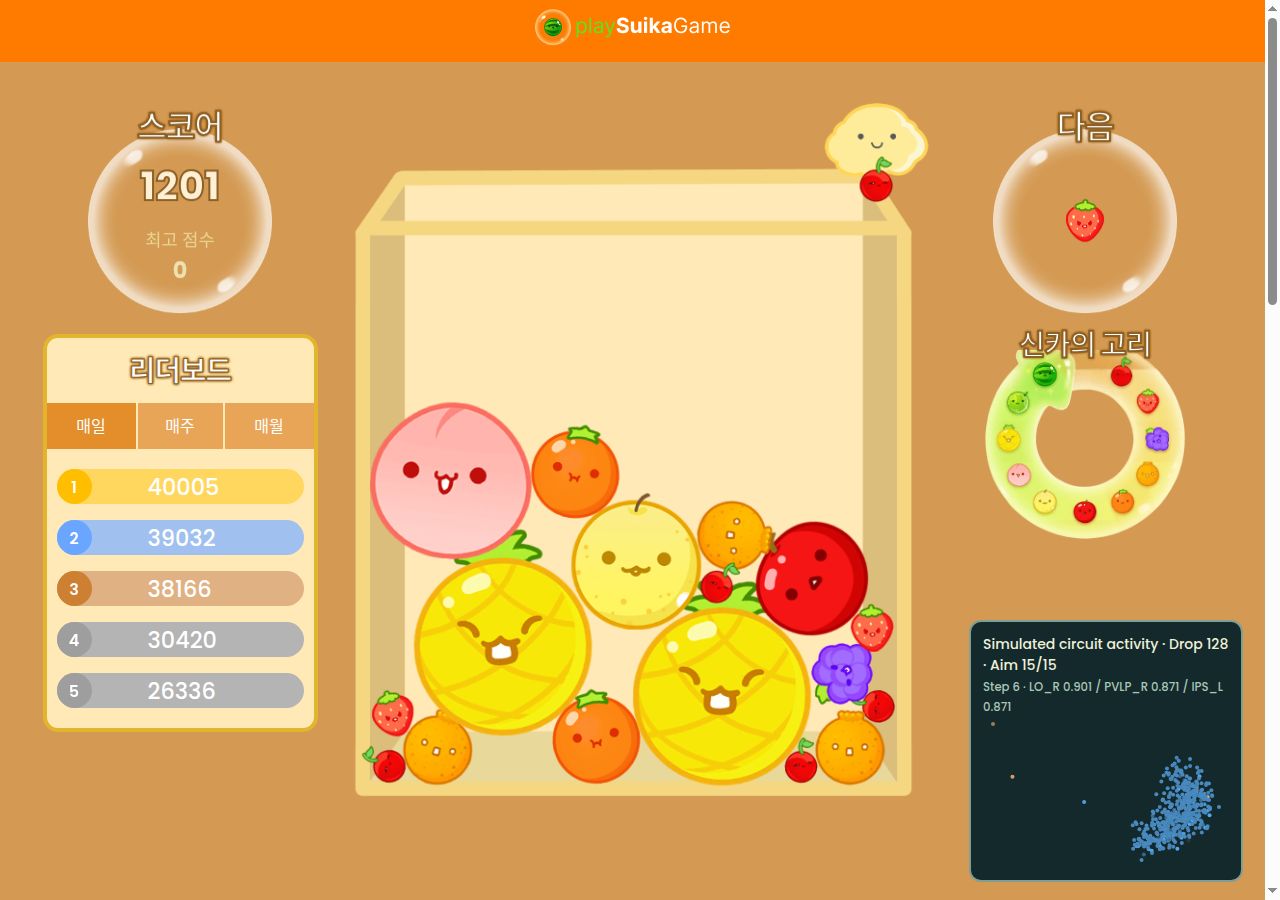 playSuikaGame
스코어
1201
최고 점수
0
다음
리더보드
매일 매주 매월
1 40005
2 39032
3 38166
4 30420
5 26336
신카의 고리
Simulated circuit activity · Drop 128
· Aim 15/15
Step 6 · LO_R 0.901 / PVLP_R 0.871 / IPS_L
0.871